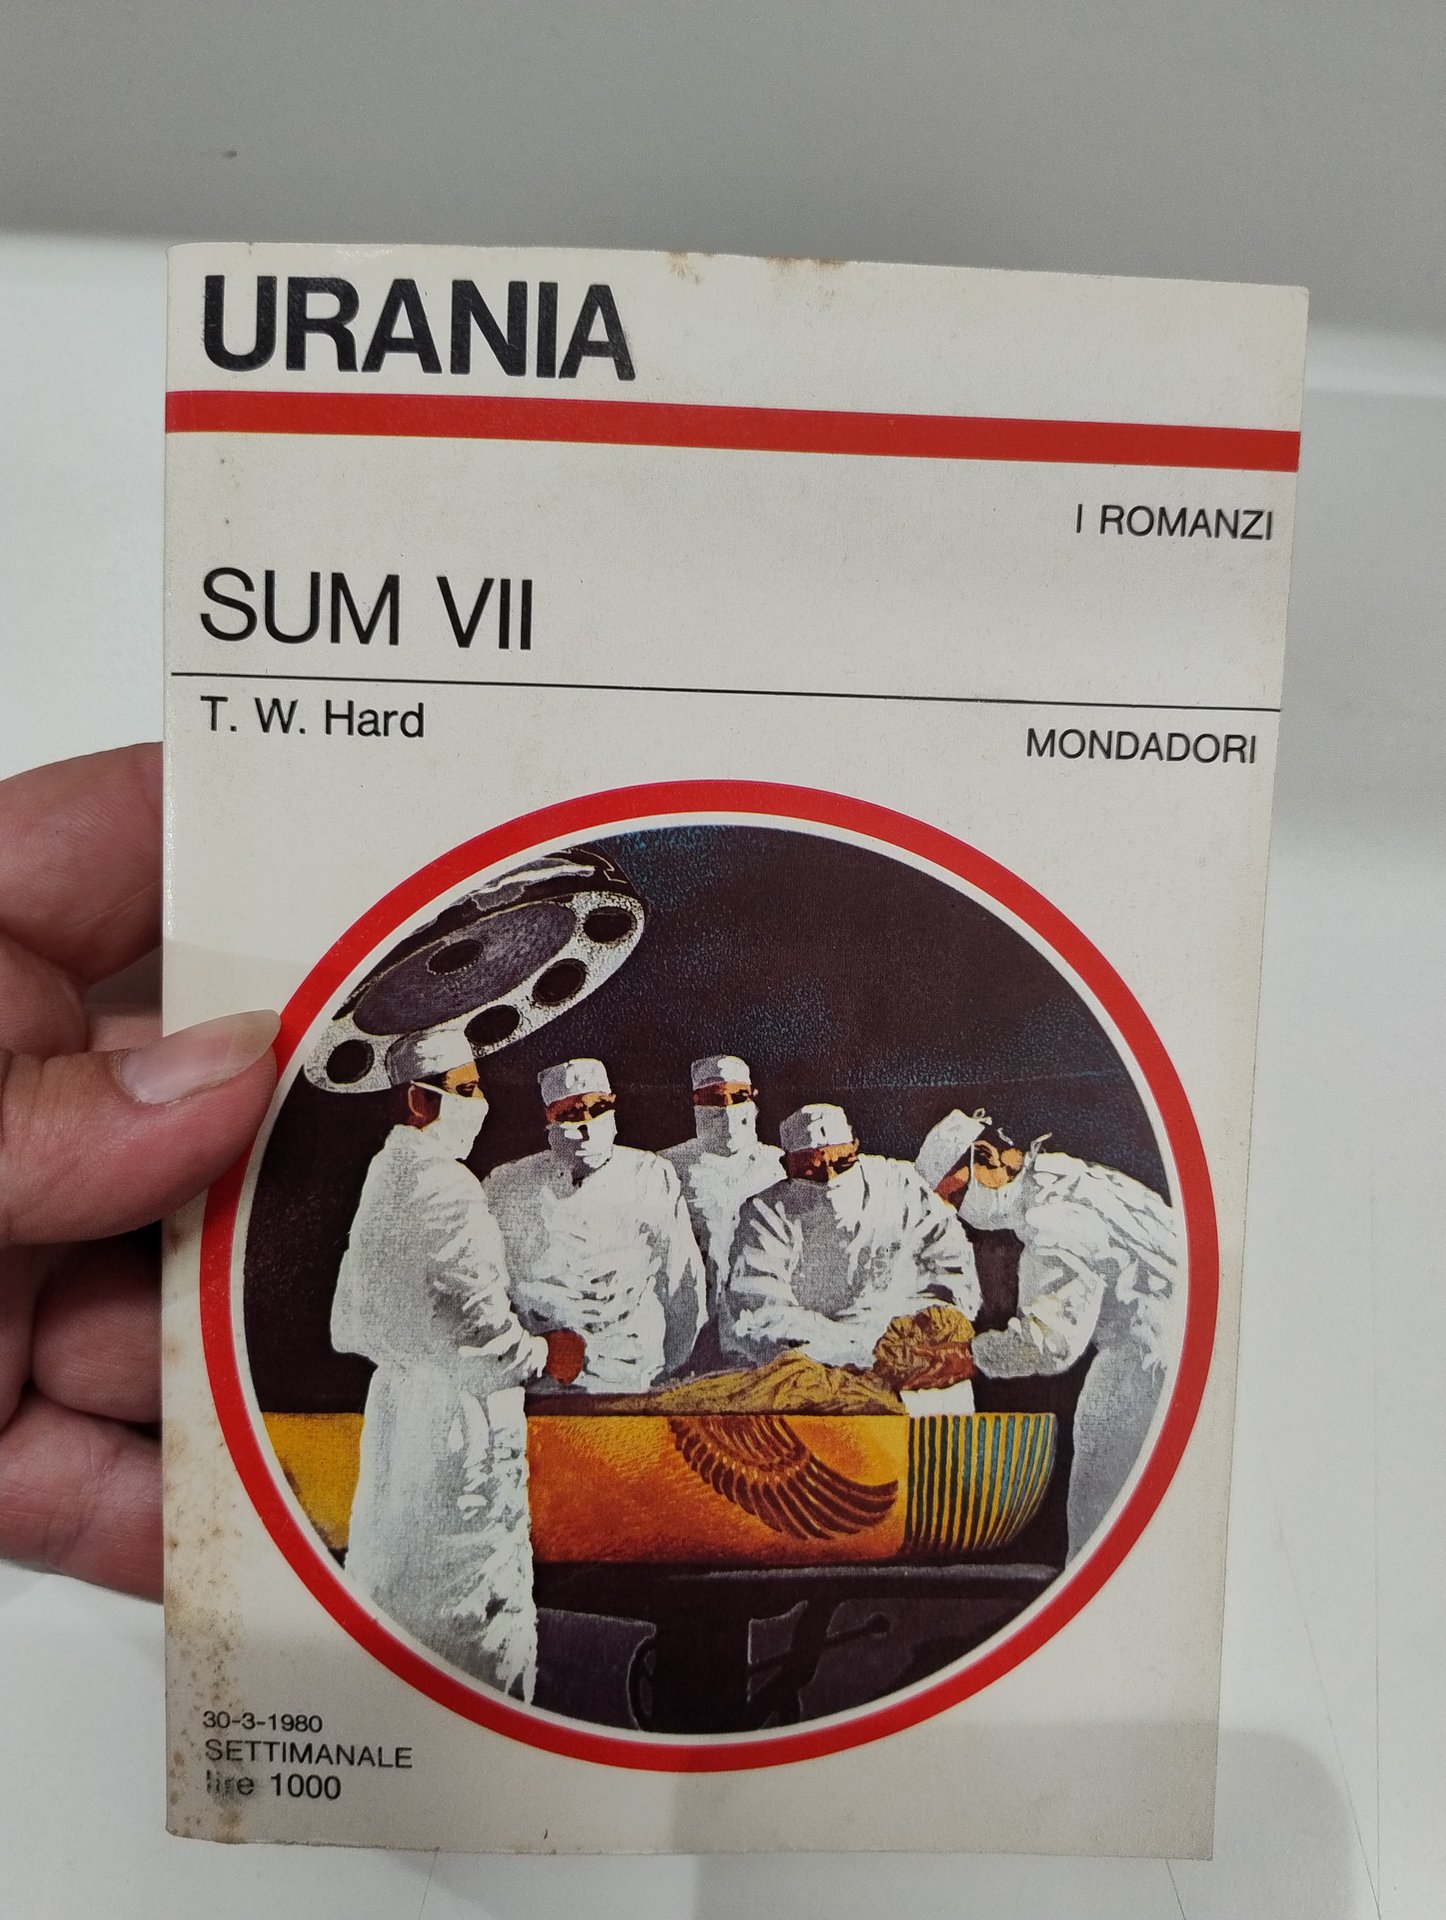 URANIA
I ROMANZI
SUM VII
T. W. Hard
MONDADORI
30-3-1980
SETTIMANALE
lire 1000